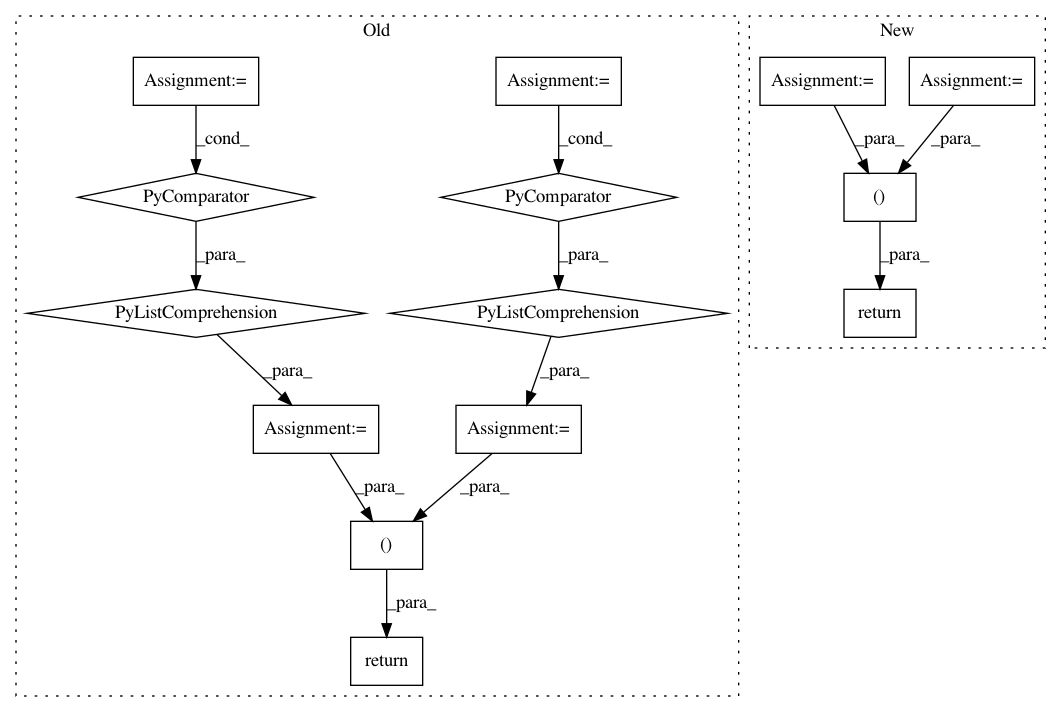 Old
New
Assignment:=
Assignment:=
Assignment:=
Assignment:=
_cond_
_cond_
_para_
_para_
PyComparator
PyComparator
()
_para_
_para_
_para_
PyListComprehension
PyListComprehension
return
_para_
_para_
Assignment:=
Assignment:=
_para_
_para_
()
_para_
return